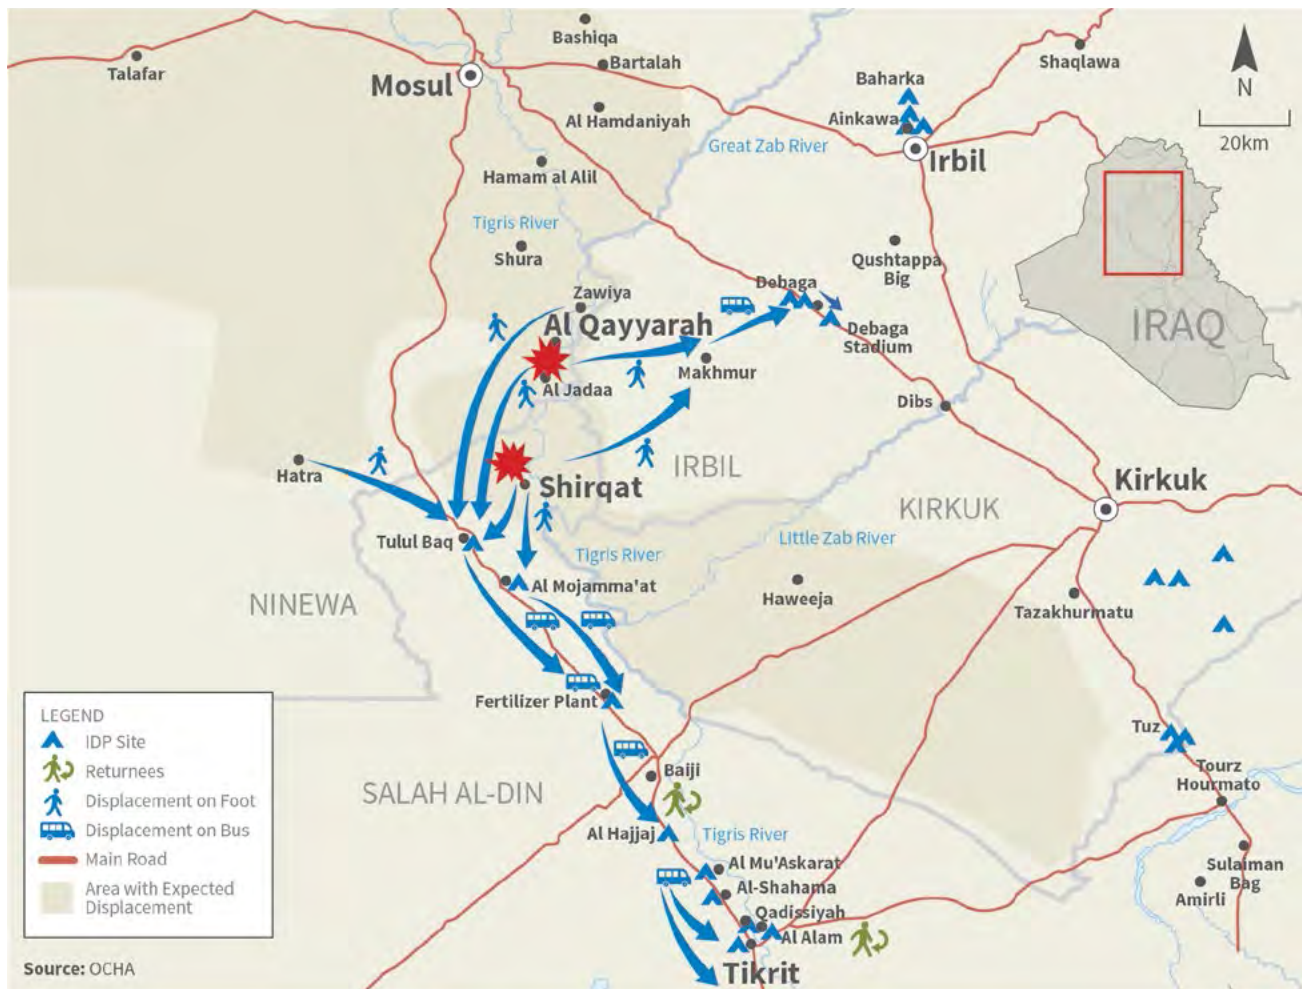 Bashiqa
Talafar
Bartalah
Mosul
Al Hamdaniyah
Hamam al Alil
Great Zab River
Baharka
Ainkawa
Irbil
Shaqlawa
N
20km
Tigris River
Shura
Zawiya
Al Qayyarah
Al Jadaa
Qushtappa
Big
Debaga
Debaga
Stadium
Makhmur
IRAQ
Dibs
Hatra
Shirqat
IRBIL
KIRKUK
Kirkuk
Tulul Baq
Tigris River
Little Zab River
Al Mojamma'at
Haweeja
Tazakhurmatu
NINEWA
Fertilizer Plant
Tuz
Tourz
Hourmato
SALAH AL-DIN
Baiji
Al Hajjaj
Tigris River
Al Mu'Askarat
Al-Shahama
Qadissiyah
Al Alam
Tikrit
Sulaiman
Bag
Amirli
LEGEND
IDP Site
Returnees
Displacement on Foot
Displacement on Bus
Main Road
Area with Expected
Displacement
Source: OCHA